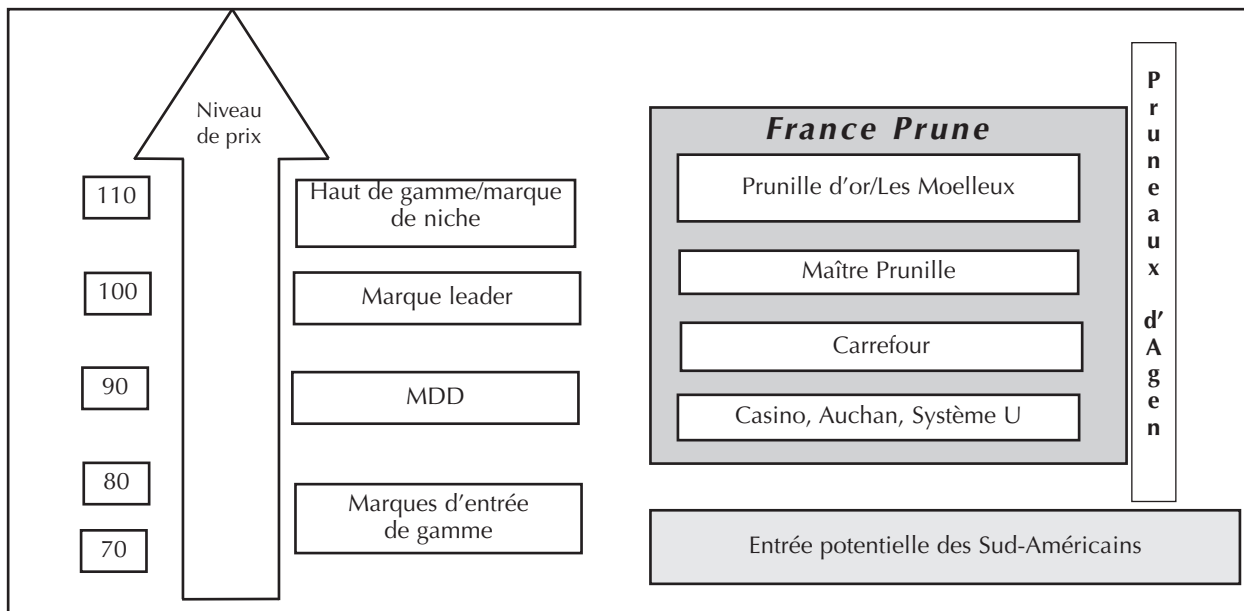 Niveau
de prix
110
Haut de gamme/marque
de niche
100
Marque leader
90
MDD
80
Marques d'entrée
de gamme
70
France Prune
Prunille d'or/Les Moelleux
Maître Prunille
Carrefour
Casino, Auchan, Système U
Entrée potentielle des Sud-Américains
Pruneaux d'Agen